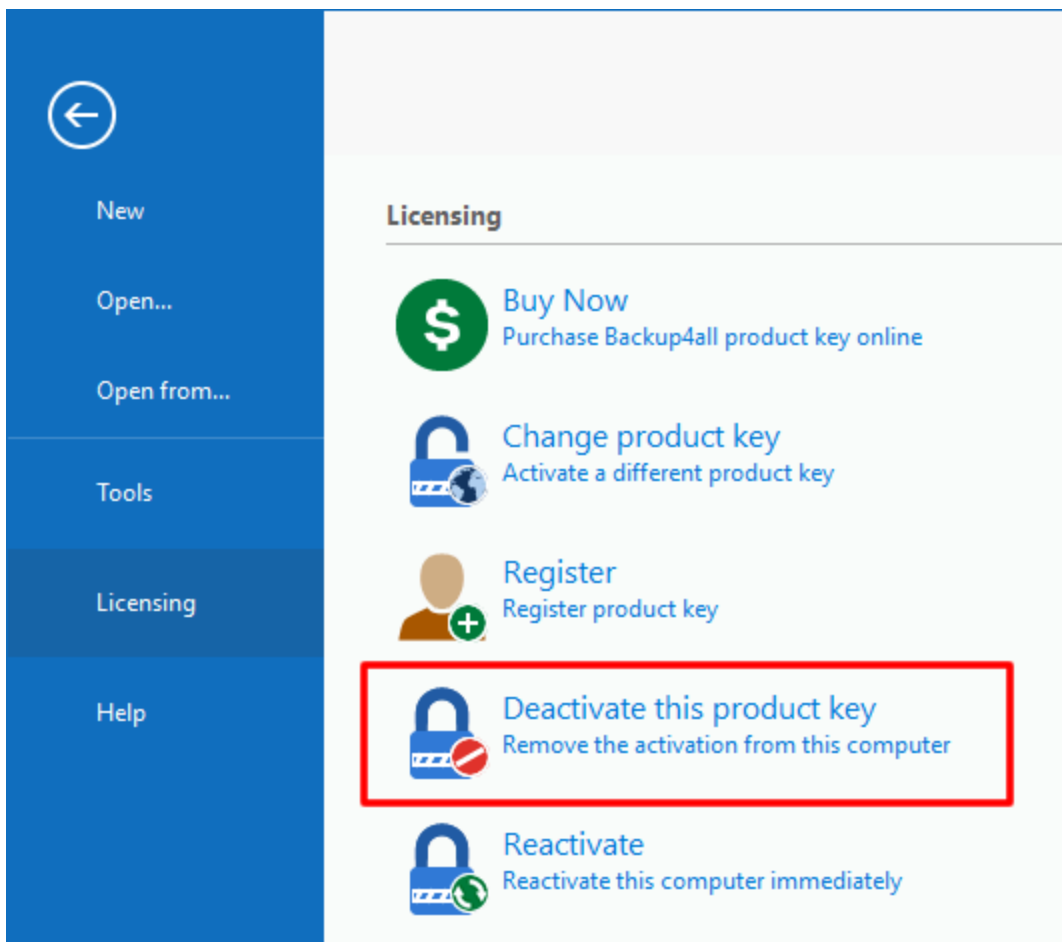 New
Open...
Open from...
Tools
Licensing
Help
Licensing
Buy Now
Purchase Backup4all product key online
Change product key
Activate a different product key
Register
Register product key
Deactivate this product key
Remove the activation from this computer
Reactivate
Reactivate this computer immediately